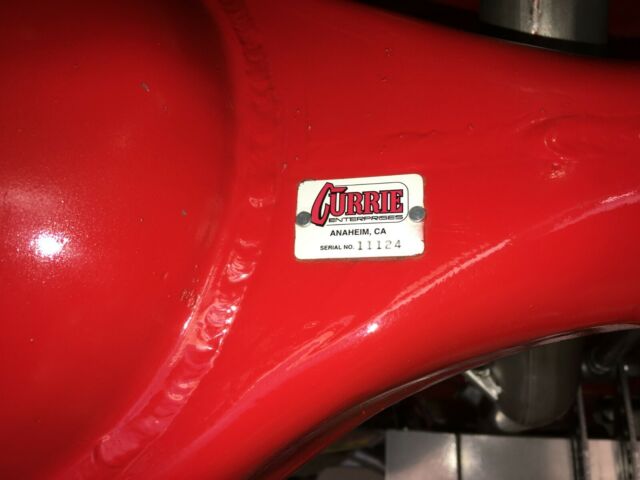 CURRIE
ENTERPRISES
ANAHEIM, CA
SERIAL NO. 11124